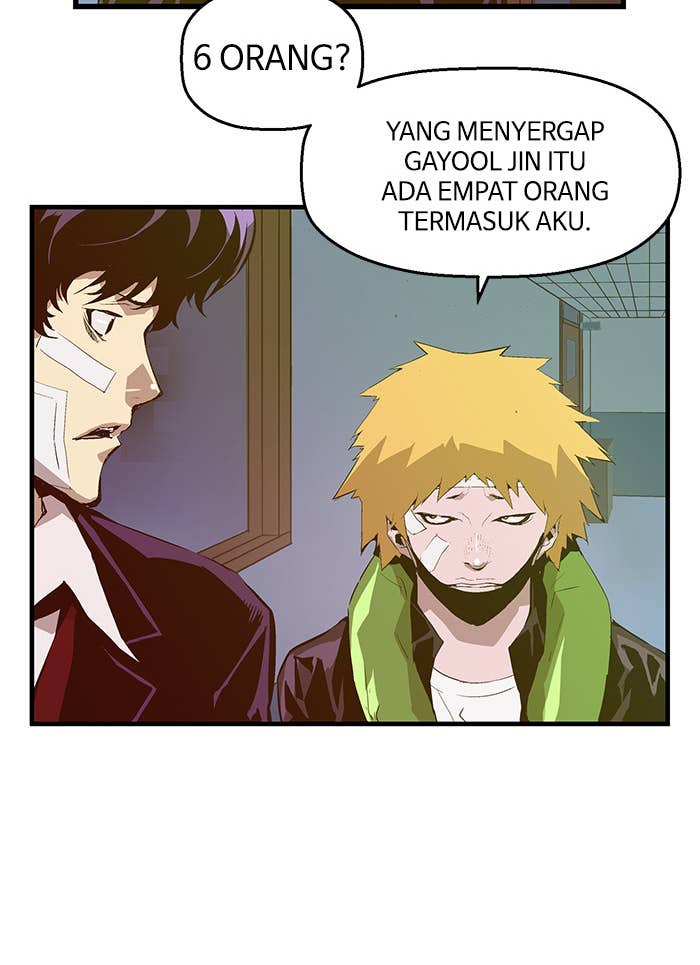 6 ORANG?
YANG MENYERGAP
GAYOOL JIN ITU
ADA EMPAT ORANG
TERMASUK AKU.